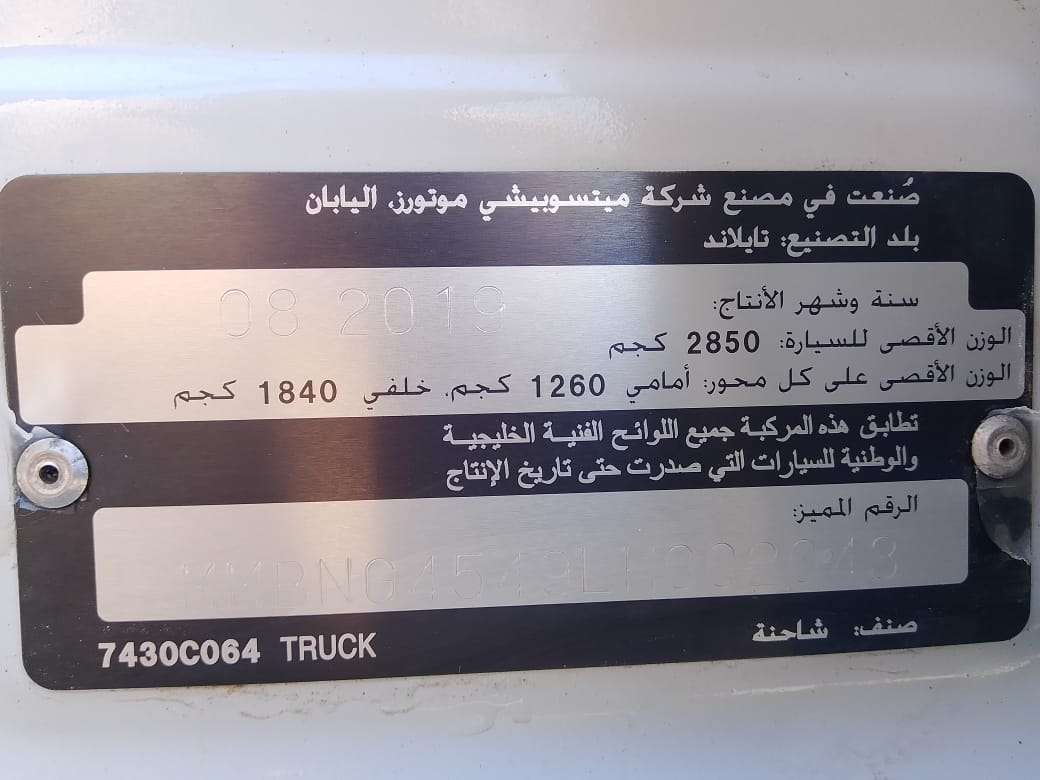 صُنعت في مصنع شركة ميتسوبيشي موتورز، اليابان
بلد التصنيع: تايلاند
سنة وشهر الأنتاج: 08 2019
الوزن الأقصى للسيارة: 2850 كجم
الوزن الأقصى على كل محور: أمامي 1260 كجم. خلفي 1840 كجم
تطابق هذه المركبة جميع اللوائح الفنية الخليجية
والوطنية للسيارات التي صدرت حتى تاريخ الإنتاج
الرقم المميز:
صنف: شاحنة
7430C064 TRUCK